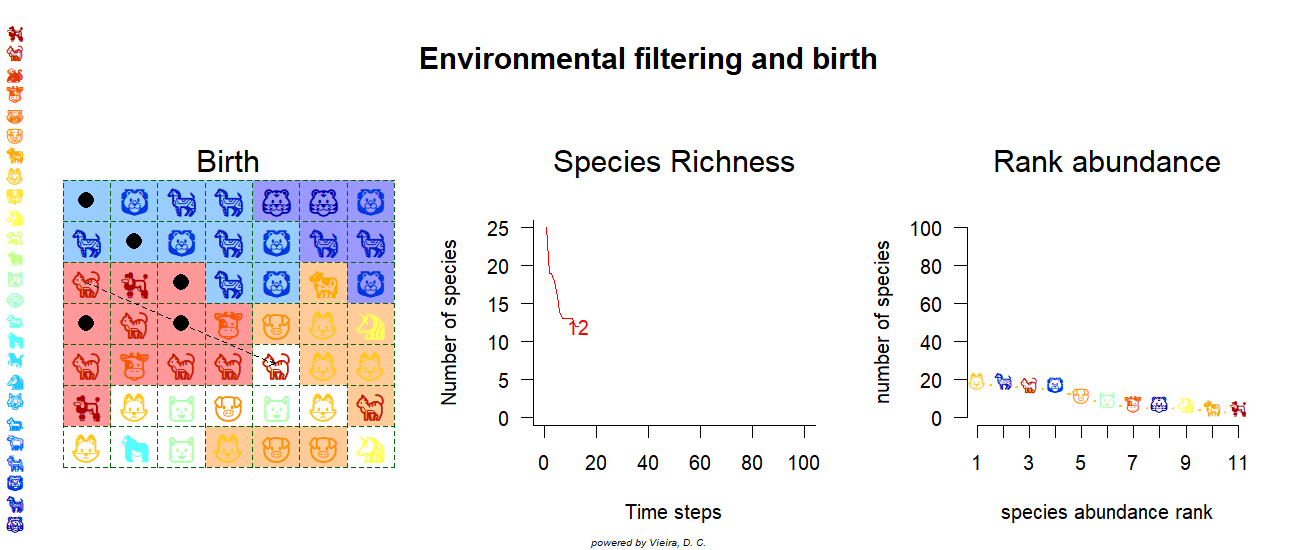 Environmental filtering and birth
Birth
Species Richness
Rank abundance
Number of species
25
20
15
10
5
0
12
0 20 40 60 80 100
Time steps
number of species
100
80
60
40
20
0
1 3 5 7 9 11
species abundance rank
powered by Vieira, D. C.